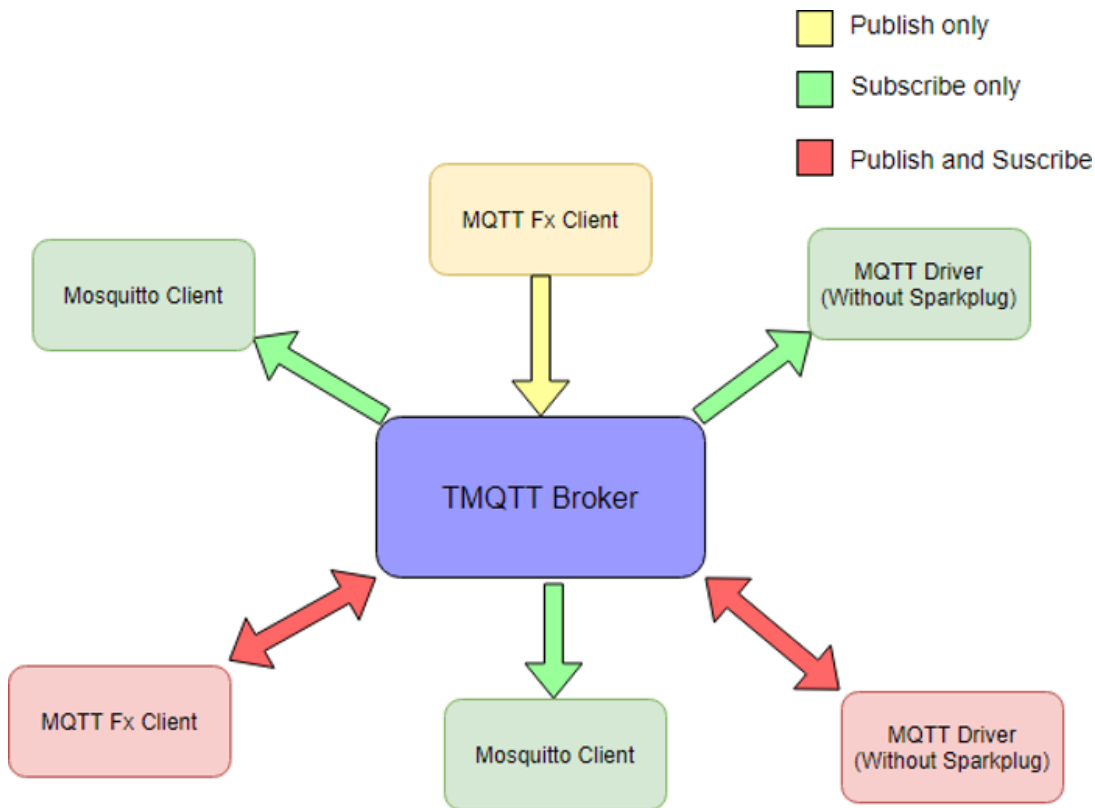 Publish only
Subscribe only
Publish and Suscribe
MQTT Fx Client
Mosquitto Client
MQTT Driver
(Without Sparkplug)
TMQTT Broker
MQTT Fx Client
Mosquitto Client
MQTT Driver
(Without Sparkplug)